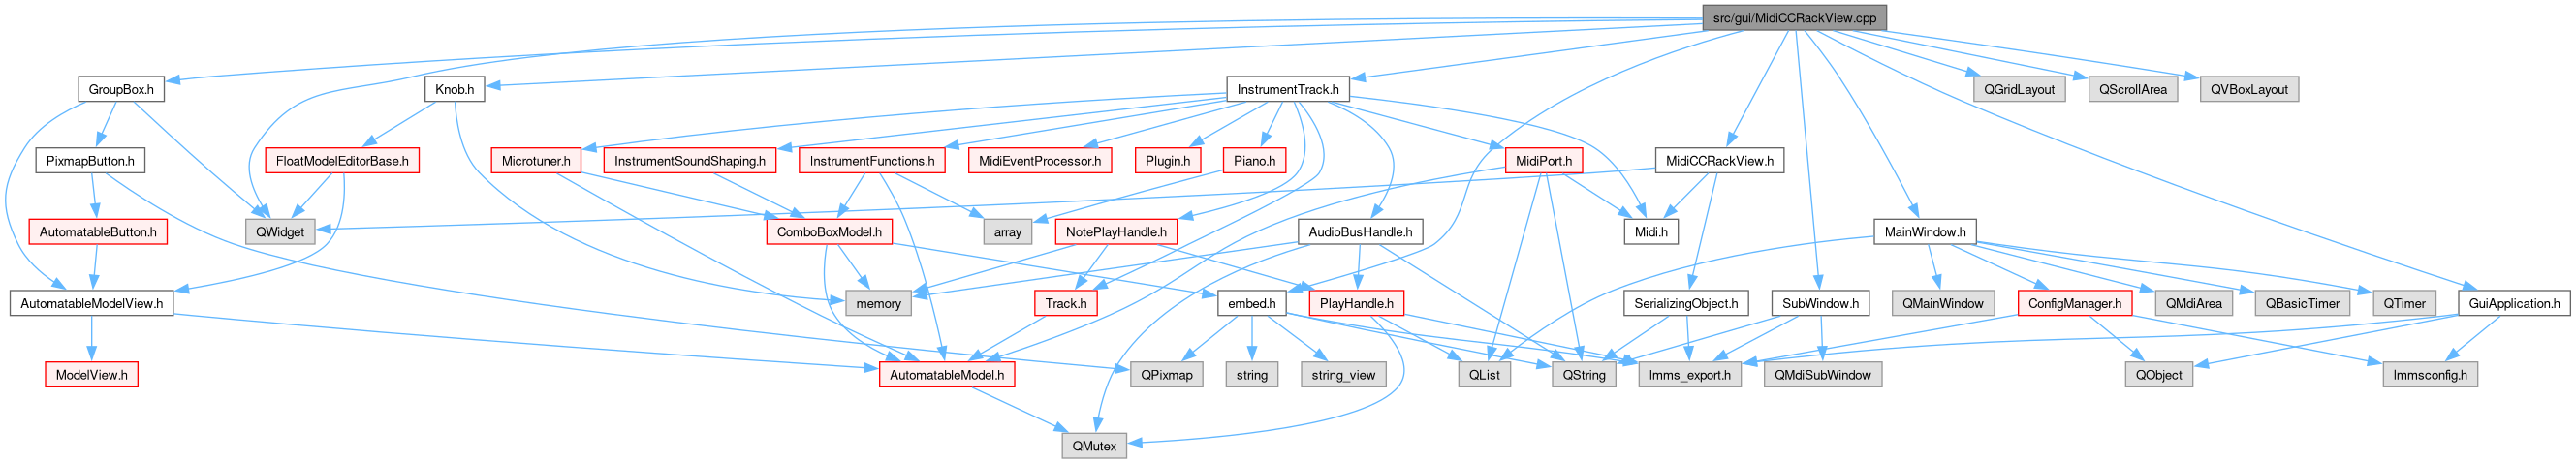 src/gui/MidiCCRackView.cpp
GroupBox.h
Knob.h
InstrumentTrack.h
QGridLayout
QScrollArea
QVBoxLayout
PixmapButton.h
FloatModelEditorBase.h
Microtuner.h
InstrumentSoundShaping.h
InstrumentFunctions.h
MidiEventProcessor.h
Plugin.h
Piano.h
MidiPort.h
MidiCCRackView.h
AutomatableButton.h
QWidget
ComboBoxModel.h
array
NotePlayHandle.h
AudioBusHandle.h
Midi.h
MainWindow.h
AutomatableModelView.h
memory
Track.h
embed.h
PlayHandle.h
SerializingObject.h
SubWindow.h
QMainWindow
ConfigManager.h
QMdiArea
QBasicTimer
QTimer
GuiApplication.h
ModelView.h
AutomatableModel.h
QPixmap
string
string_view
QList
QString
lmms_export.h
QMdiSubWindow
QObject
lmmsconfig.h
QMutex